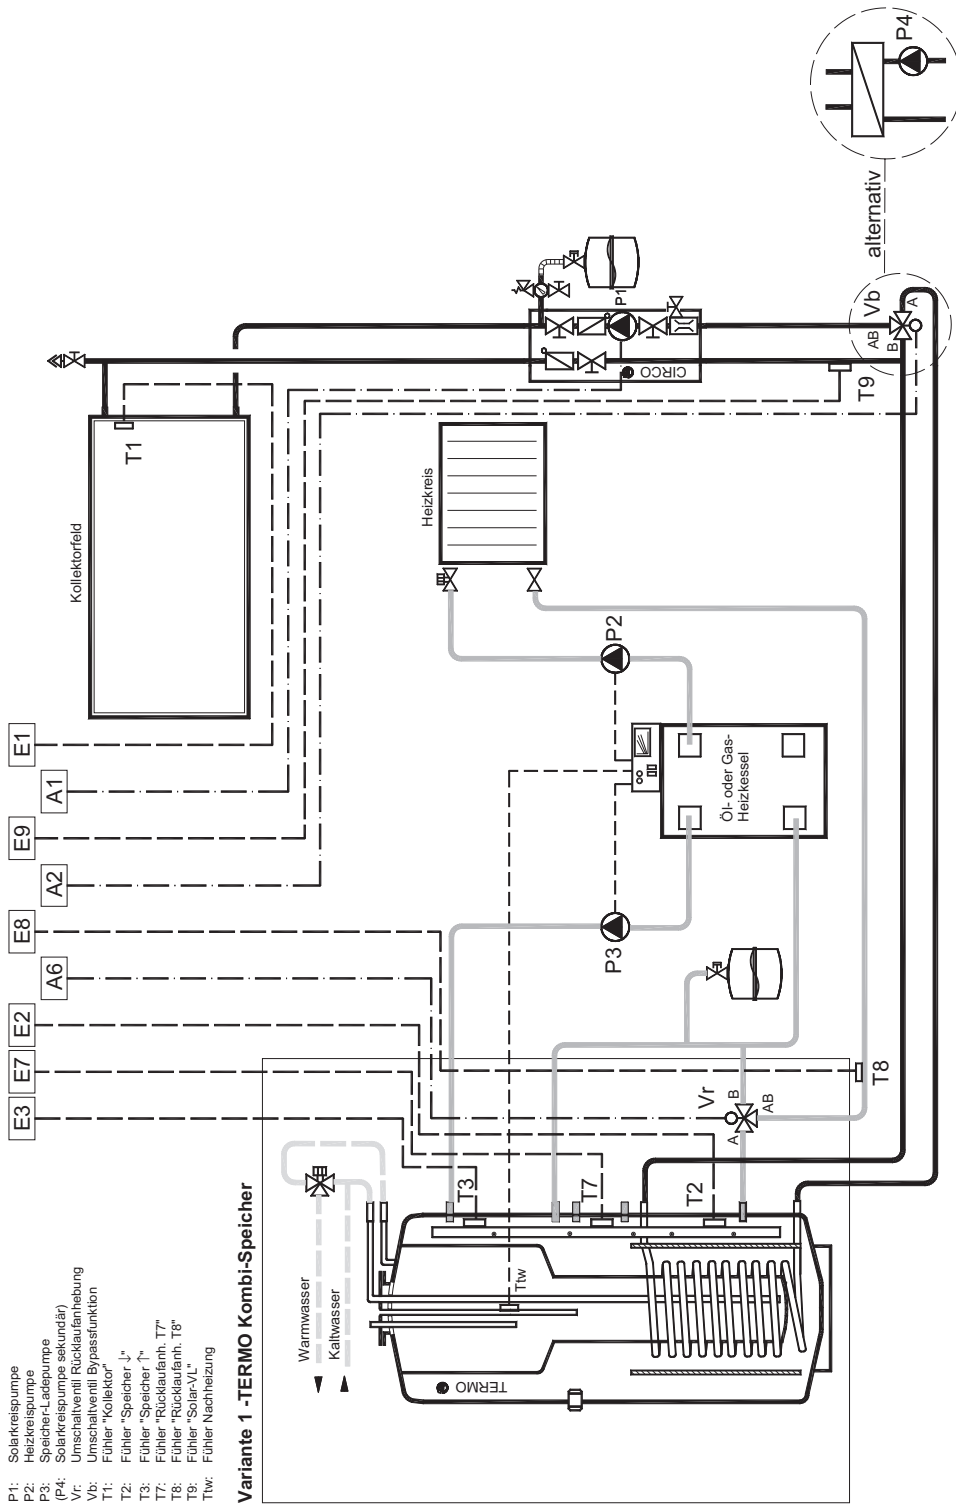 P1: Solarkreispumpe
P2: Heizkreispumpe
P3: Speicher-Ladepumpe
(P4: Solarkreispumpe sekundär)
Vr: Umschaltventil Rücklaufanhebung
Vb: Umschaltventil Bypassfunktion
T1: Fühler "Kollektor"
T2: Fühler "Speicher ↓"
T3: Fühler "Speicher ↑"
T7: Fühler "Rücklaufanh. T7"
T8: Fühler "Rücklaufanh. T8"
T9: Fühler "Solar-VL"
Ttw: Fühler Nachheizung
Variante 1 -TERMO Kombi-Speicher
E3
E7
E2
A6
E8
A2
E9
A1
E1
Kollektorfeld
T1
Warmwasser
Kaltwasser
TERMO
Ttw
T3
T7
T2
Vr
A
B
AB
T8
P3
P2
Öl- oder Gas-
Heizkessel
Heizkreis
CIRCO
P1
T9
Vb
AB
B
A
alternativ
P4